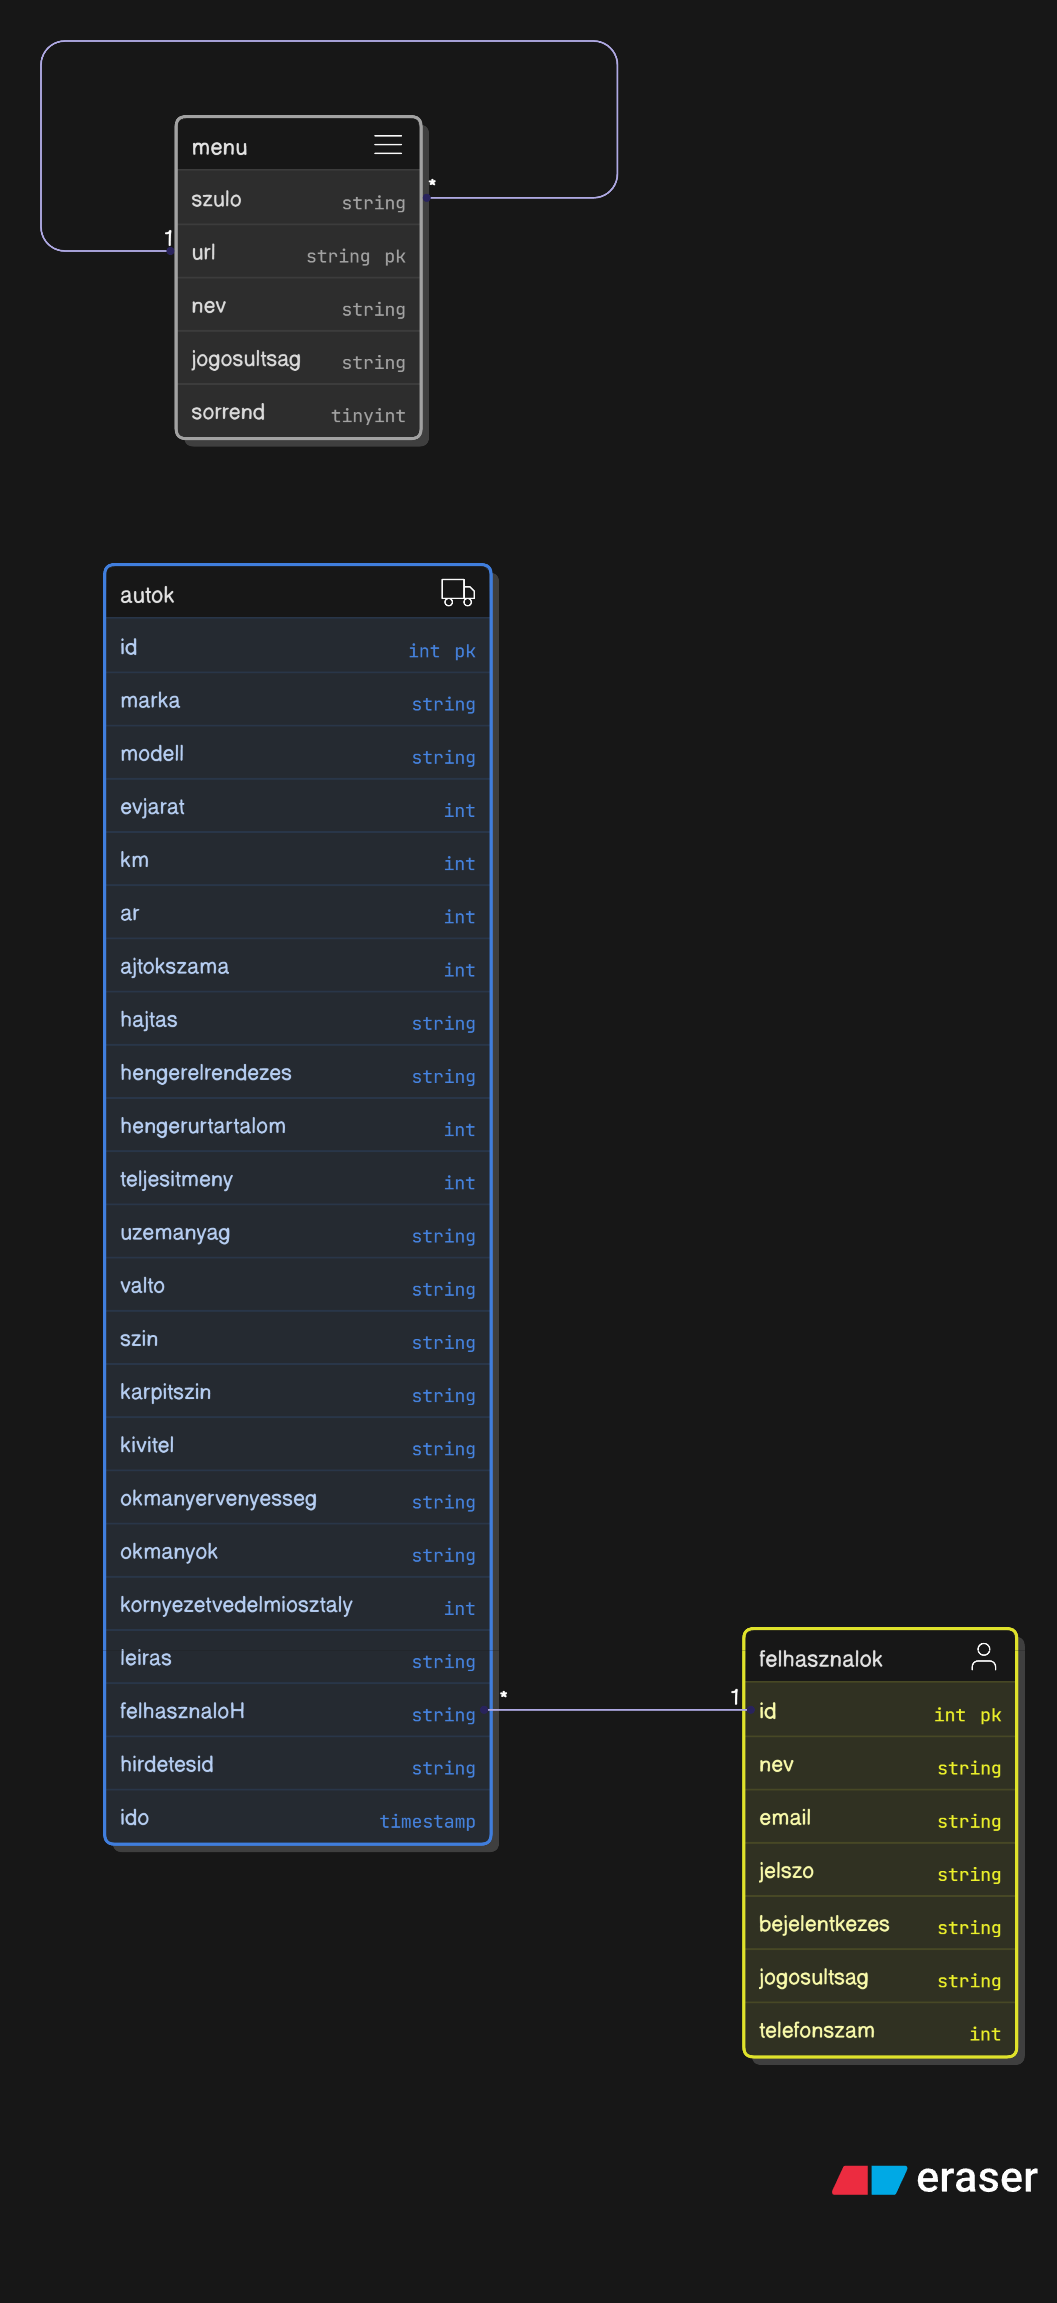 menu
szulo string
*
1
url string pk
nev string
jogosultsag string
sorrend tinyint
autok
id int pk
marka string
modell string
evjarat int
km int
ar int
ajtokszama int
hajtas string
hengerelrendezes string
hengerurtartalom int
teljesitmeny int
uzemanyag string
valto string
szin string
karpitszin string
kivitel string
okmanyervenyesseg string
okmanyok string
kornyezetvedelmiosztaly int
leiras string
felhasznaloH string
hirdetesid string
ido timestamp
*
1
felhasznalok
id int pk
nev string
email string
jelszo string
bejelentkezes string
jogosultsag string
telefonszam int
eraser